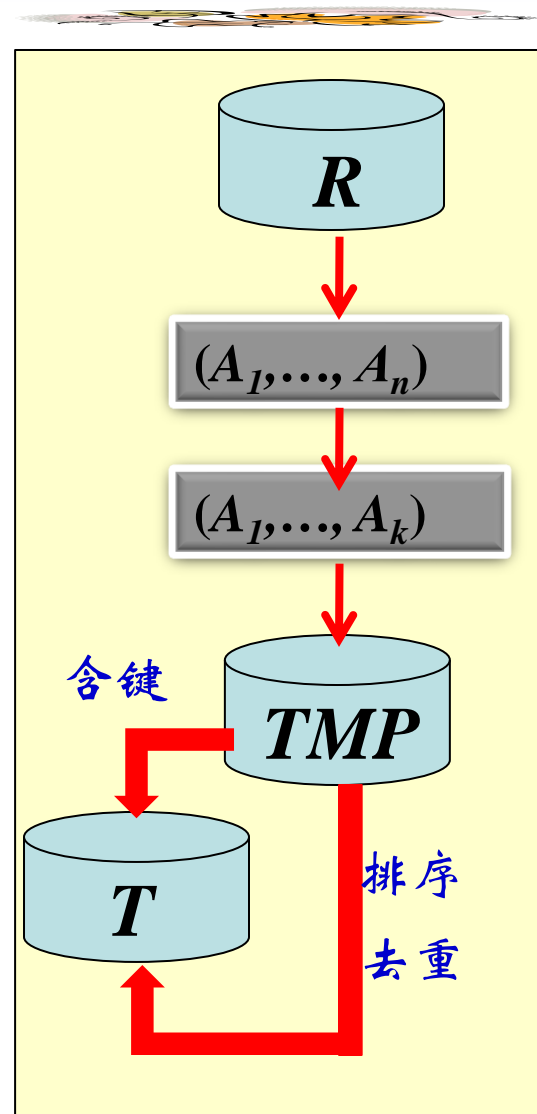 R
(A1,…, An)
(A1,…, Ak)
含键
TMP
T
排序
去重